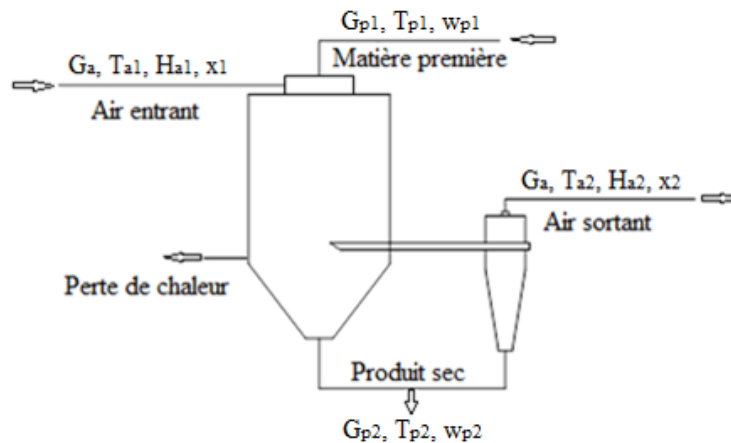 Gp1, Tp1, wp1
Matière première
Ga, Ta1, Ha1, x1
Air entrant
Ga, Ta2, Ha2, x2
Air sortant
Perte de chaleur
Produit sec
Gp2, Tp2, wp2